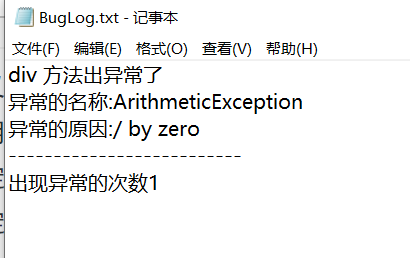 BugLog.txt - 记事本
文件(F) 编辑(E) 格式(O) 查看(V) 帮助(H)
div 方法出异常了
异常的名称:ArithmeticException
异常的原因:/ by zero
--------------------------
出现异常的次数1